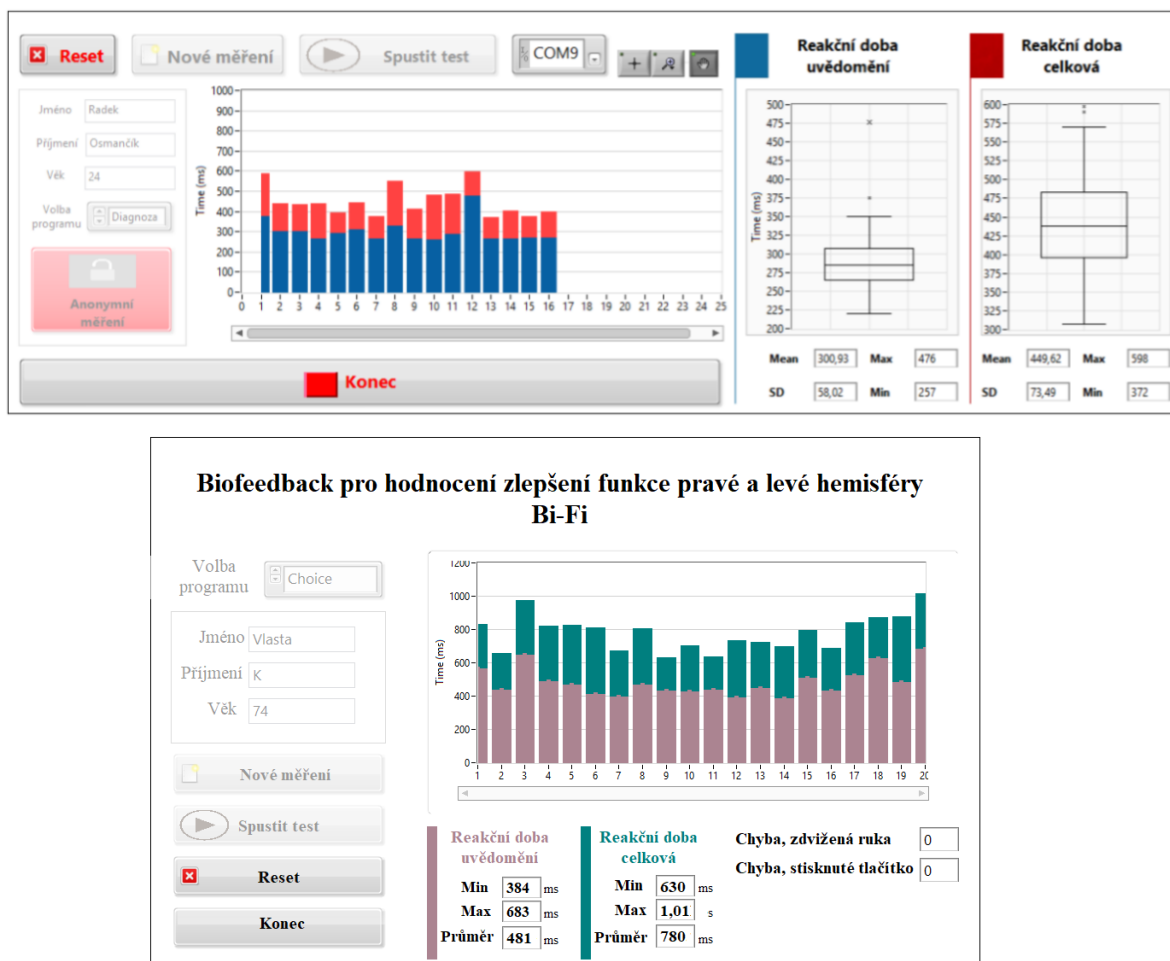 Reset
Nové měření
Spustit test
COM9
Reakční doba
uvědomění
Reakční doba
celková
Jméno Radek
Příjmení Osmančík
Věk 24
Volba
programu Diagnoza
Anonymní
měření
Time (ms)
1000
900
800
700
600
500
400
300
200
100
0
0 1 2 3 4 5 6 7 8 9 10 11 12 13 14 15 16 17 18 19 20 21 22 23 24 25
Konec
Time (ms)
500
475
450
425
400
375
350
325
300
275
250
225
200
Mean 300,93 Max 476
SD 58,02 Min 257
Time (ms)
600
575
550
525
500
475
450
425
400
375
350
325
300
Mean 449,62 Max 598
SD 73,49 Min 372
Biofeedback pro hodnocení zlepšení funkce pravé a levé hemisféry
Bi-Fi
Volba
programu Choice
Jméno Vlasta
Příjmení K
Věk 74
Nové měření
Spustit test
Reset
Konec
Time (ms)
1200
1000
800
600
400
200
0
1 2 3 4 5 6 7 8 9 10 11 12 13 14 15 16 17 18 19 20
Reakční doba
uvědomění
Min 384 ms
Max 683 ms
Průměr 481 ms
Reakční doba
celková
Min 630 ms
Max 1,01 s
Průměr 780 ms
Chyba, zdvižená ruka 0
Chyba, stisknuté tlačítko 0